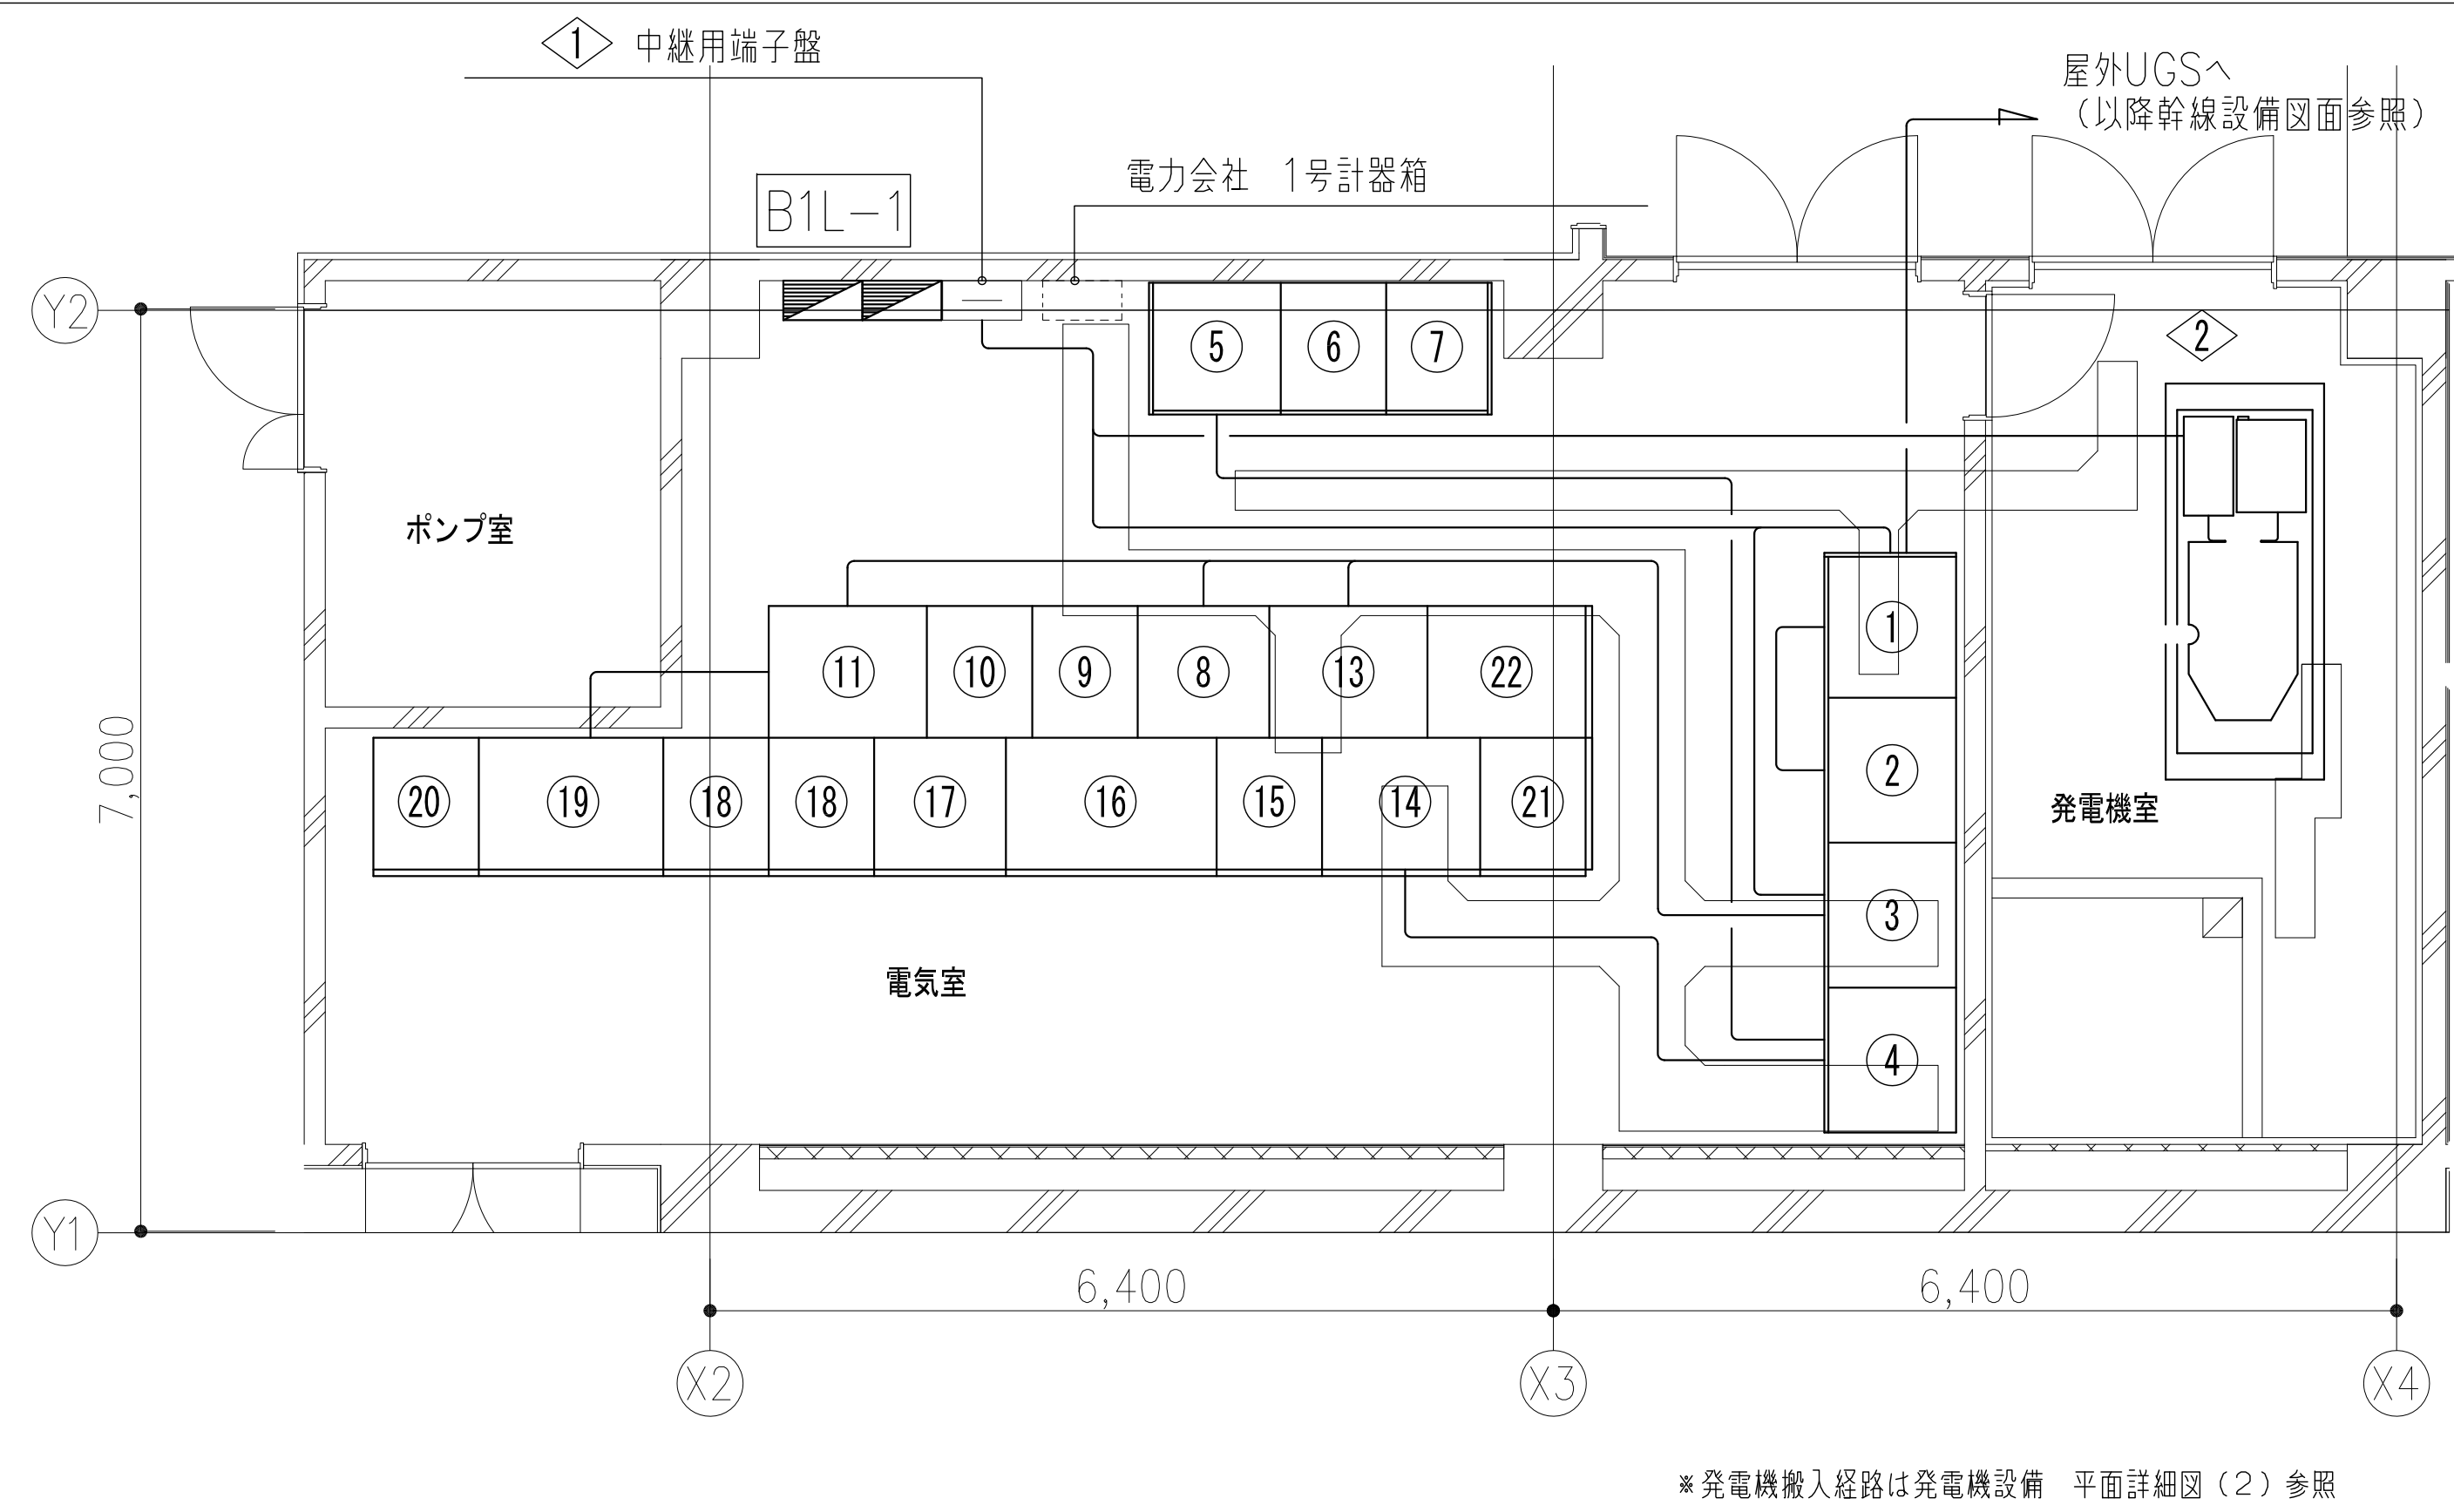 1 中継用端子盤
屋外UGSへ
（以降幹線設備図面参照）
電力会社　1号計器箱
B1L-1
Y2
5 6 7
2
ポンプ室
1
11 10 9 8 13 22
2
7,000
20 19 18 18 17 16 15 14 21
発電機室
3
電気室
4
Y1
6,400 6,400
X2 X3 X4
※発電機搬入経路は発電機設備　平面詳細図（2）参照